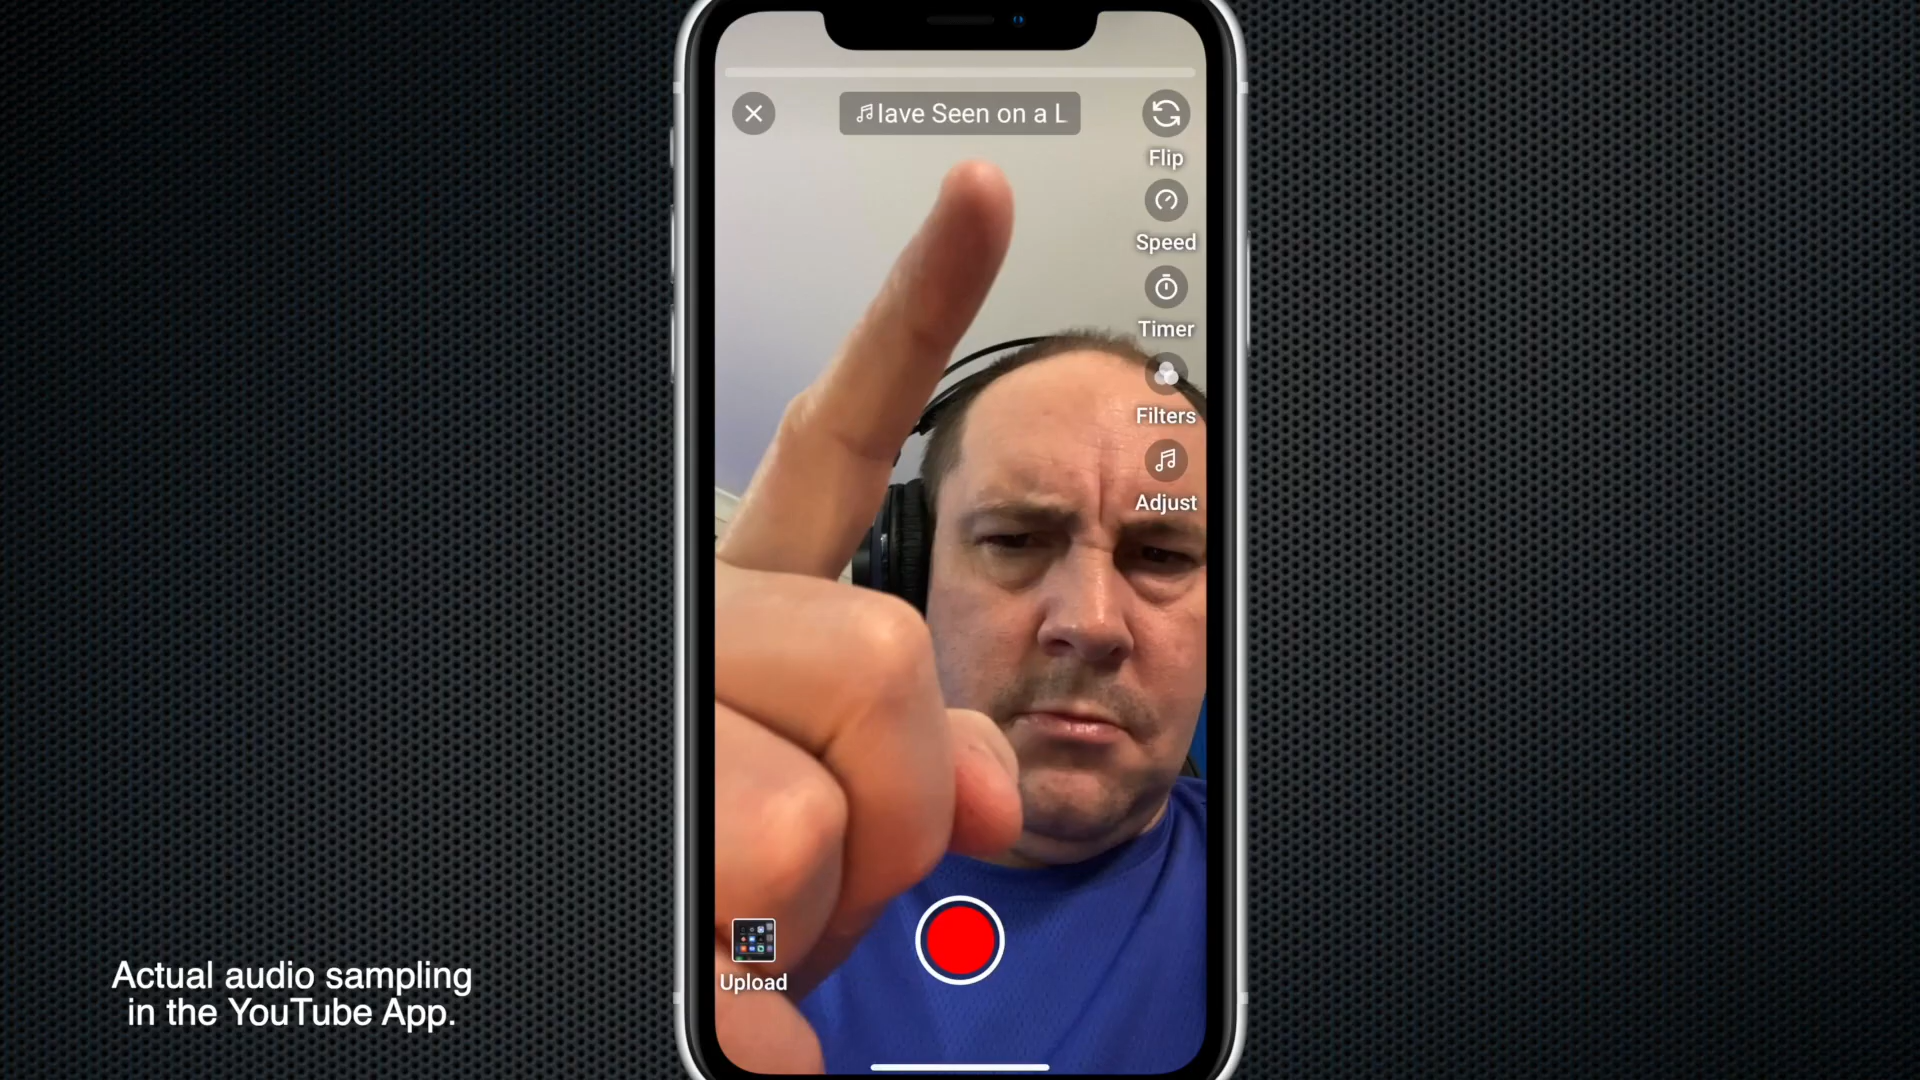 lave Seen on a L
Flip
Speed
Timer
Filters
Adjust
Upload
Actual audio sampling
in the YouTube App.